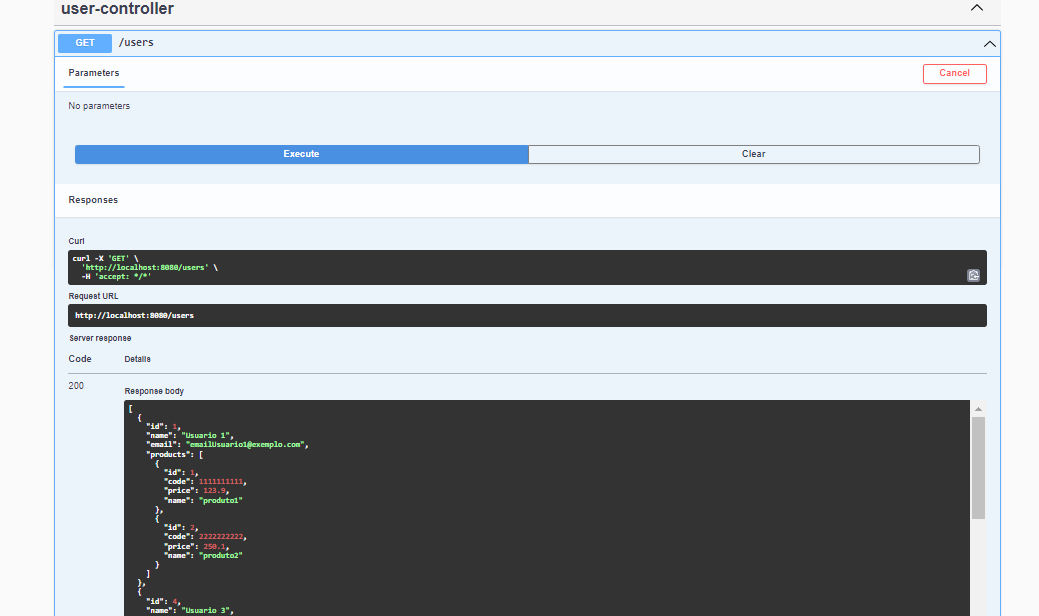 user-controller
GET /users
Parameters
Cancel
No parameters
Execute
Clear
Responses
Curl
curl -X 'GET' \
  'http://localhost:8080/users' \
  -H 'accept: */*'
Request URL
http://localhost:8080/users
Server response
Code Details
200
Response body
[
  {
    "id": 1,
    "name": "Usuario 1",
    "email": "emailUsuario1@exemplo.com",
    "products": [
      {
        "id": 1,
        "code": 1111111111,
        "price": 123.9,
        "name": "produto1"
      },
      {
        "id": 2,
        "code": 2222222222,
        "price": 250.1,
        "name": "produto2"
      }
    ]
  },
  {
    "id": 4,
    "name": "Usuario 3",